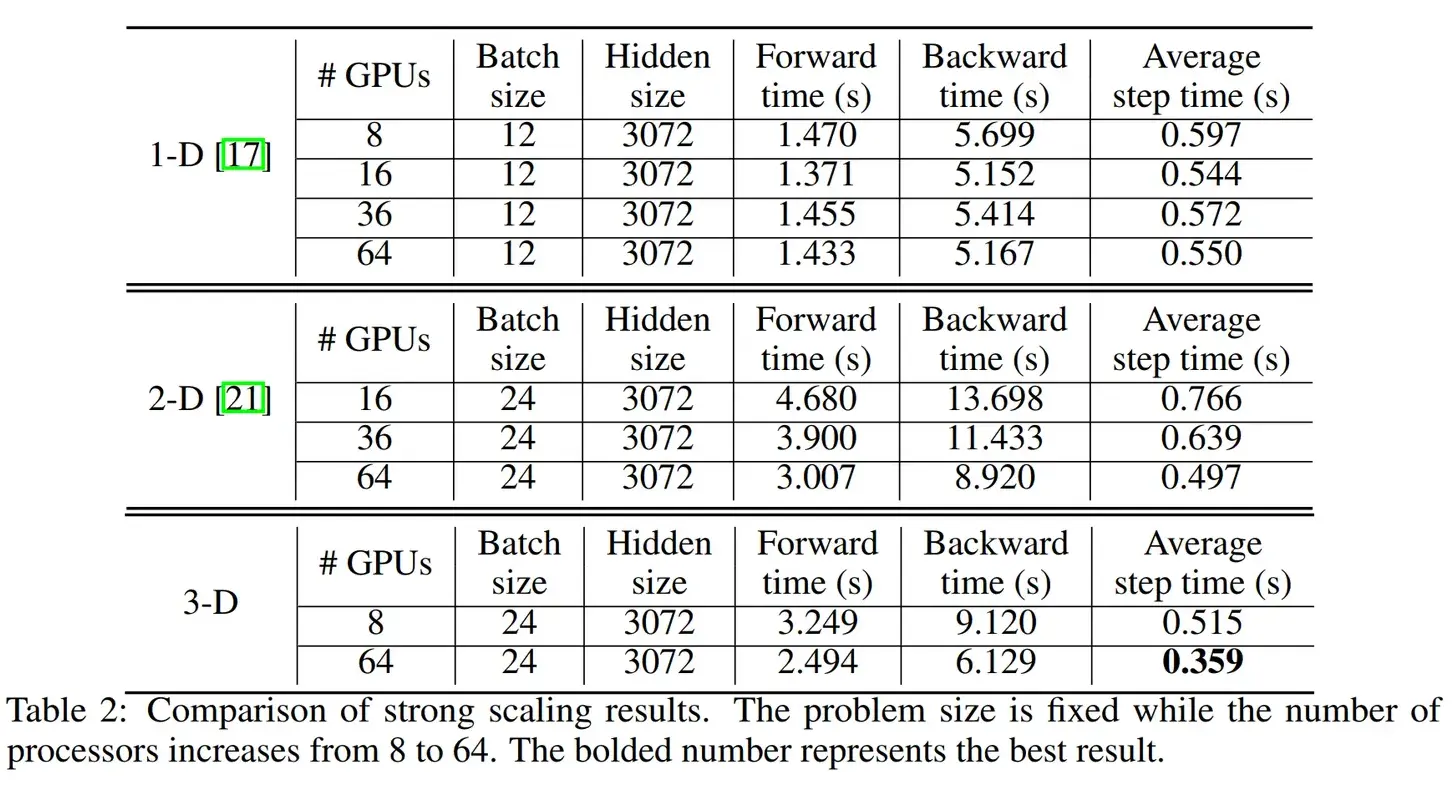 # GPUs | Batch size | Hidden size | Forward time (s) | Backward time (s) | Average step time (s)
1-D [17]
8 | 12 | 3072 | 1.470 | 5.699 | 0.597
16 | 12 | 3072 | 1.371 | 5.152 | 0.544
36 | 12 | 3072 | 1.455 | 5.414 | 0.572
64 | 12 | 3072 | 1.433 | 5.167 | 0.550
# GPUs | Batch size | Hidden size | Forward time (s) | Backward time (s) | Average step time (s)
2-D [21]
16 | 24 | 3072 | 4.680 | 13.698 | 0.766
36 | 24 | 3072 | 3.900 | 11.433 | 0.639
64 | 24 | 3072 | 3.007 | 8.920 | 0.497
# GPUs | Batch size | Hidden size | Forward time (s) | Backward time (s) | Average step time (s)
3-D
8 | 24 | 3072 | 3.249 | 9.120 | 0.515
64 | 24 | 3072 | 2.494 | 6.129 | 0.359
Table 2: Comparison of strong scaling results. The problem size is fixed while the number of
processors increases from 8 to 64. The bolded number represents the best result.